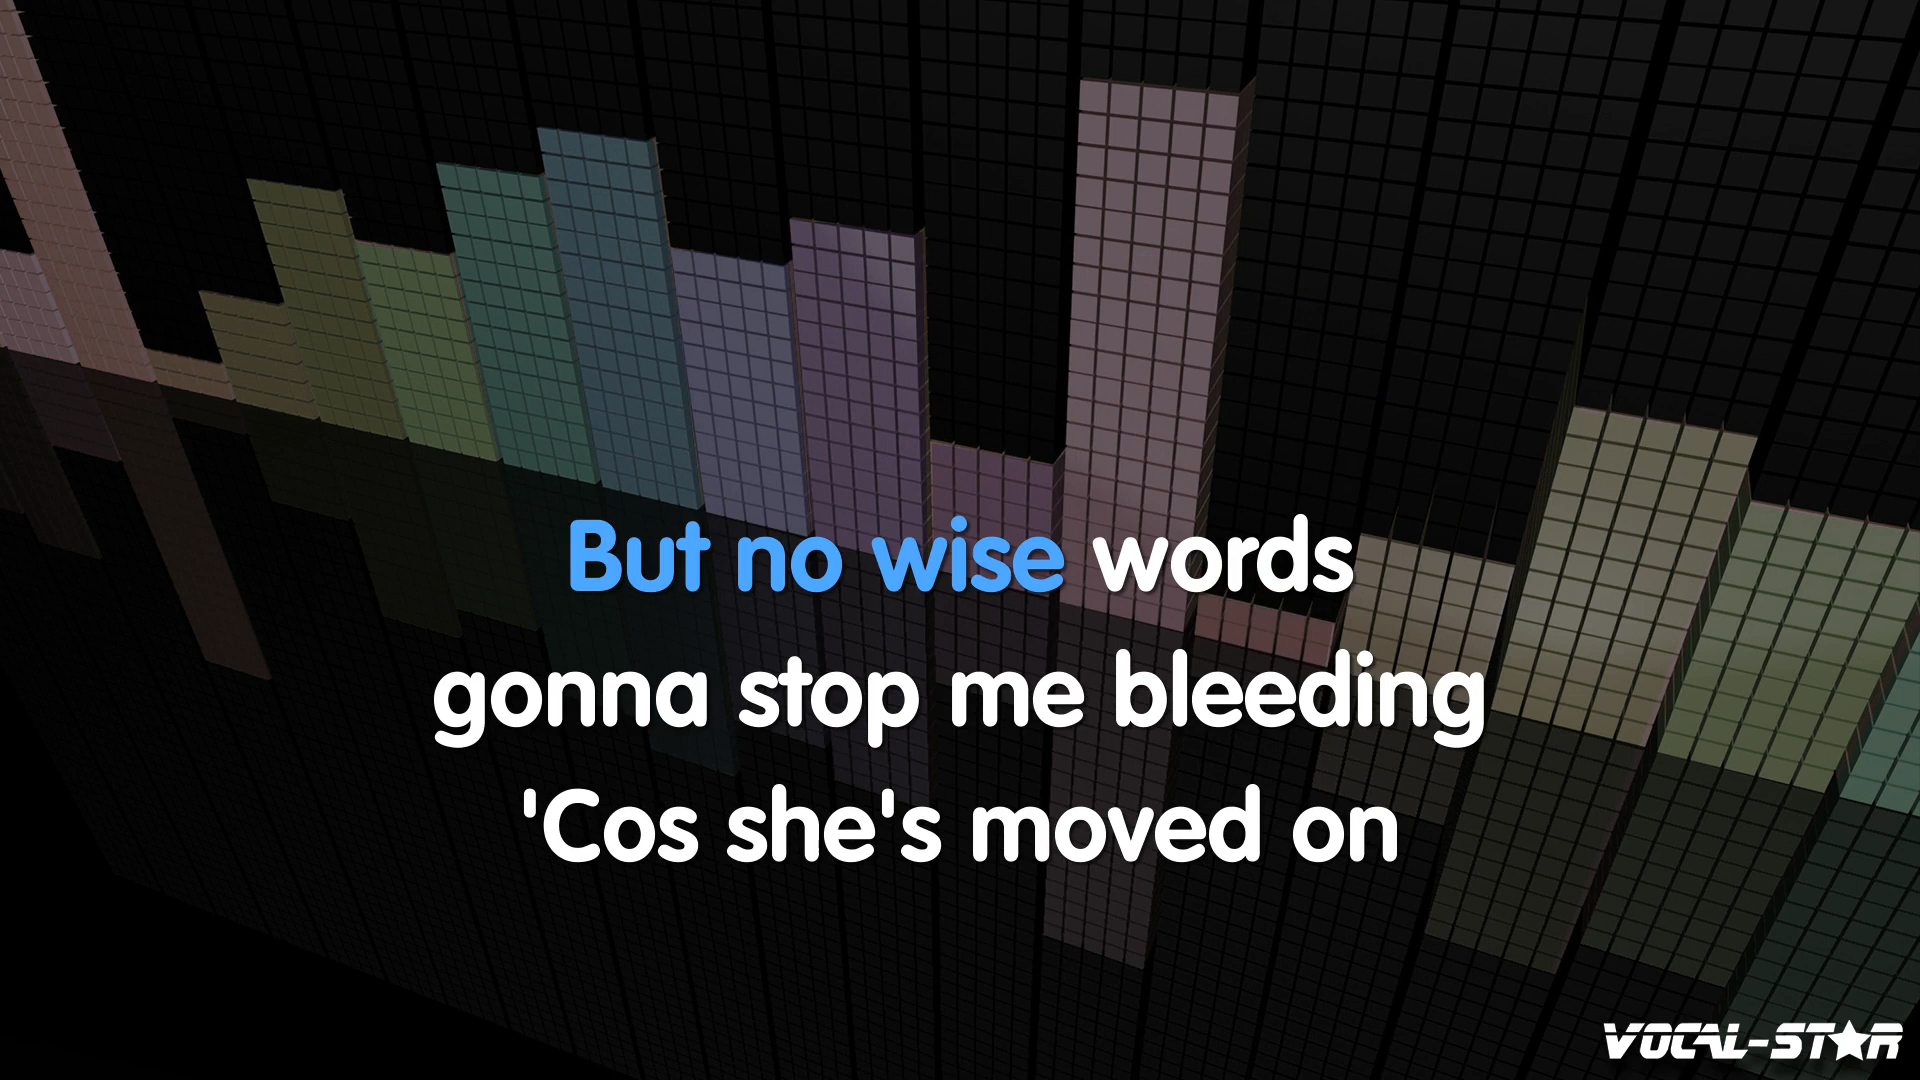 But no wise words
gonna stop me bleeding
'Cos she's moved on
VOCAL-STAR